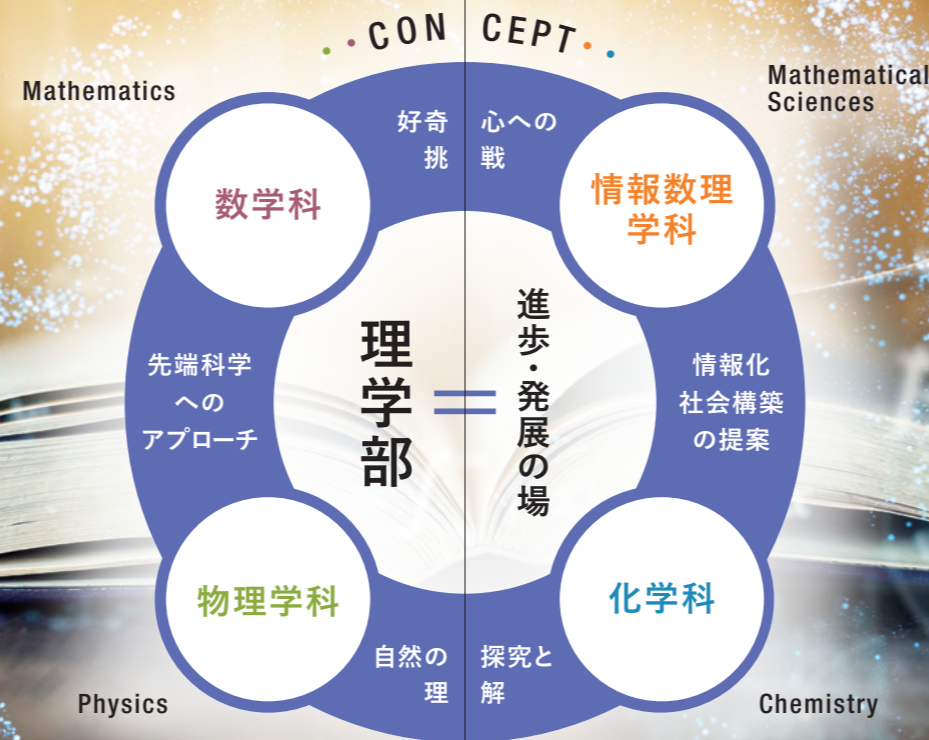 CONCEPT
Mathematics
Mathematical
Sciences
好奇心への
挑戦
数学科
情報数理
学科
理学部
=
進歩・発展の場
先端科学
への
アプローチ
情報化
社会構築
の提案
物理学科
化学科
自然の探究と
理解
Physics
Chemistry